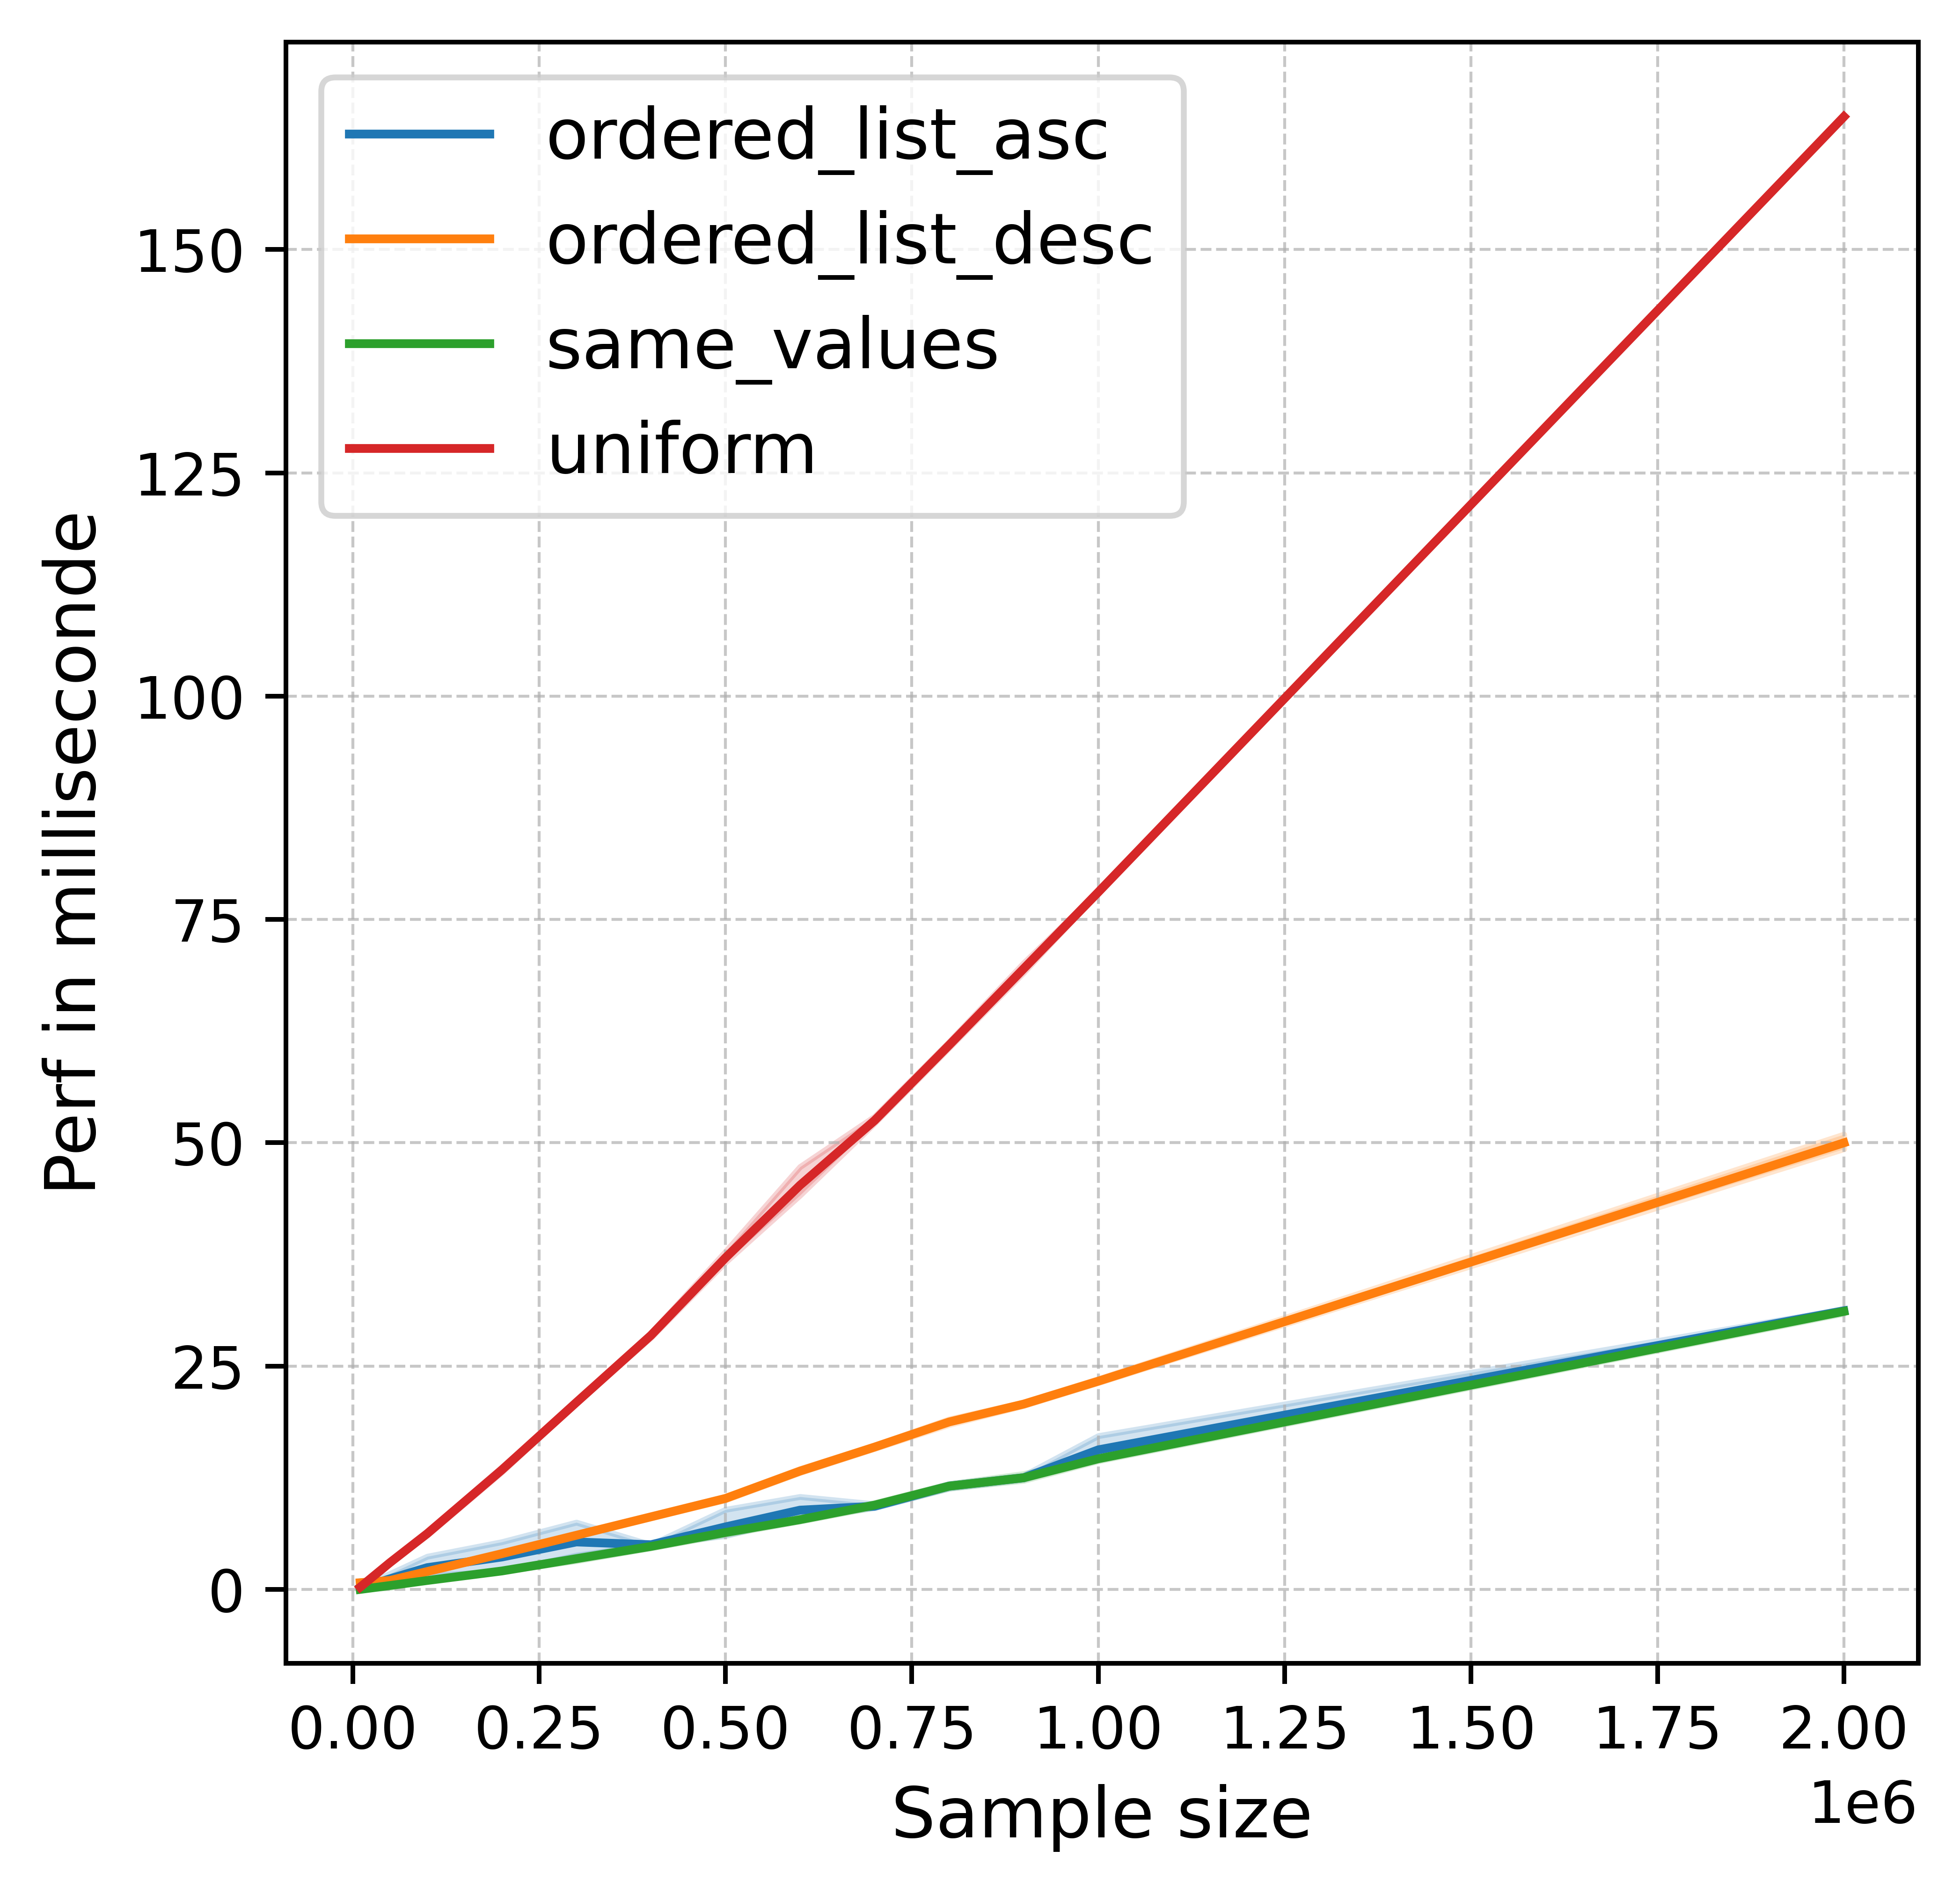 ordered_list_asc
ordered_list_desc
same_values
uniform
150
125
100
75
50
25
0
Perf in milliseconde
0.00 0.25 0.50 0.75 1.00 1.25 1.50 1.75 2.00
1e6
Sample size